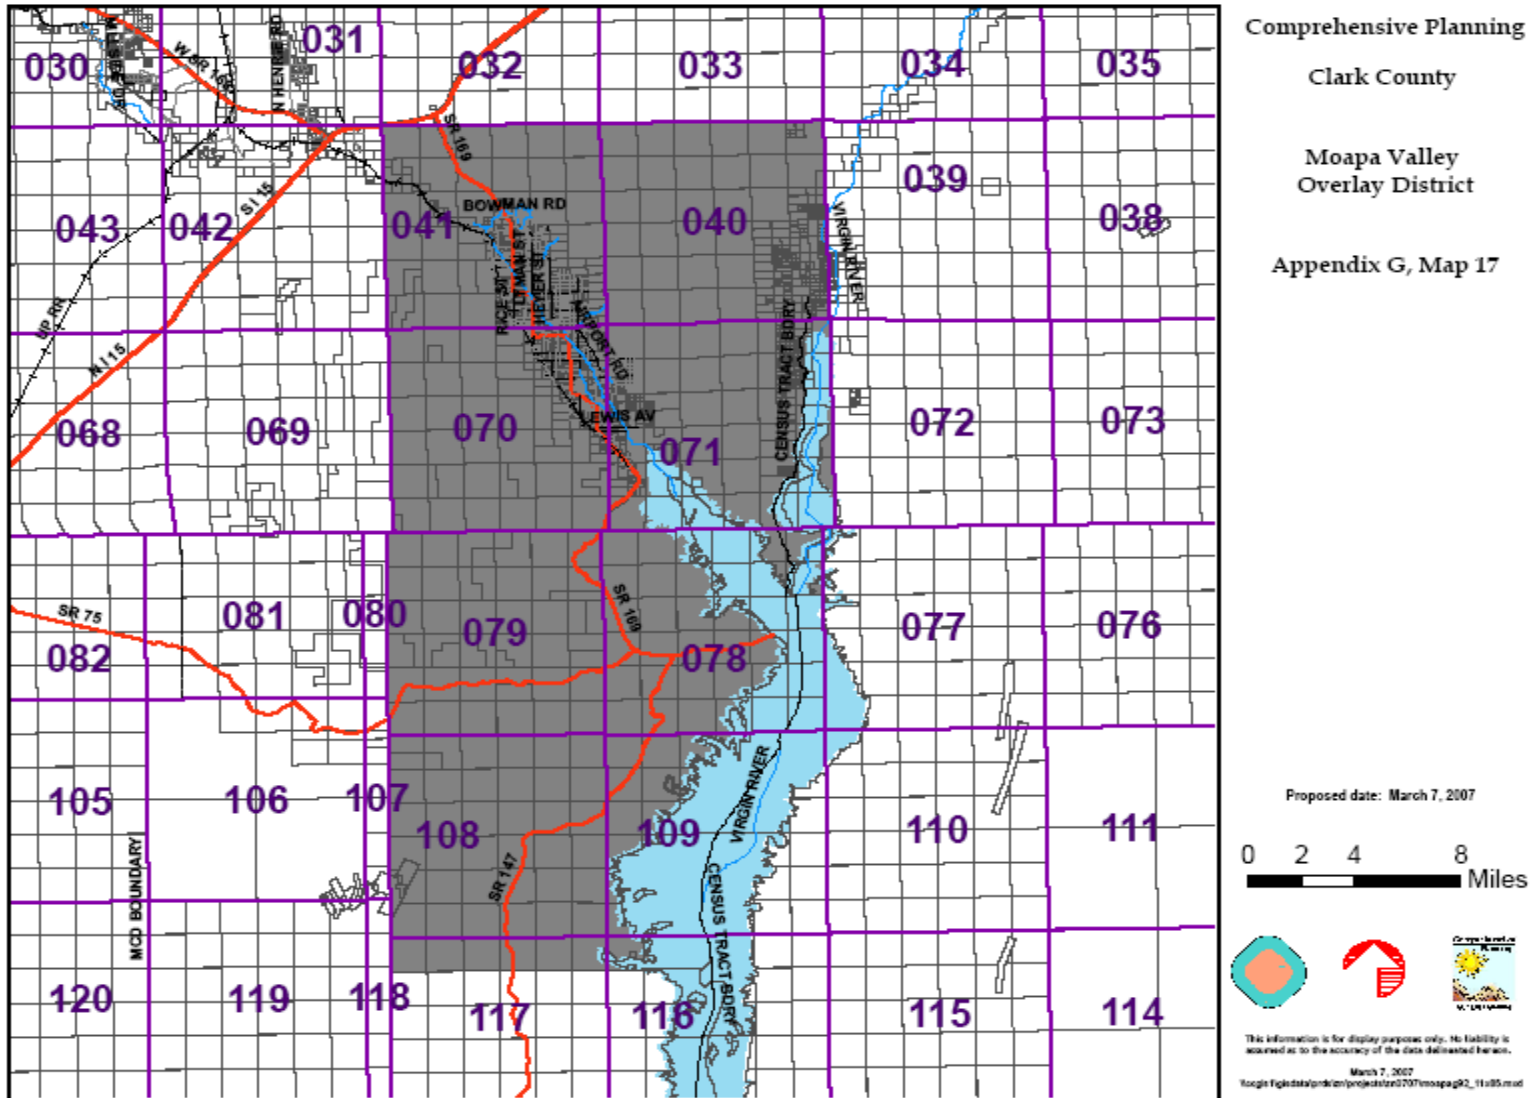 Comprehensive Planning
Clark County
Moapa Valley
Overlay District
Appendix G, Map 17
030
031
032
033
034
035
W SR 168
N HENRIE RD
SR 169
043
042
041
040
039
038
SI 15
BOWMAN RD
RICE ST
LYMAN ST
HEYER ST
AIRPORT RD
VIRGIN RIVER
CENSUS TRACT BDRY
UP RR
N I 15
068
069
070
071
072
073
LEWIS AV
SR 75
082
081
080
079
SR 169
078
077
076
105
106
107
108
109
110
111
MCD BOUNDARY
SR 147
VIRGIN RIVER
CENSUS TRACT BDRY
120
119
118
117
116
115
114
Proposed date: March 7, 2007
0 2 4 8
Miles
Comprehensive
Planning
This information is for display purposes only. No liability is
assumed as to the accuracy of the data delineated hereon.
March 7, 2007